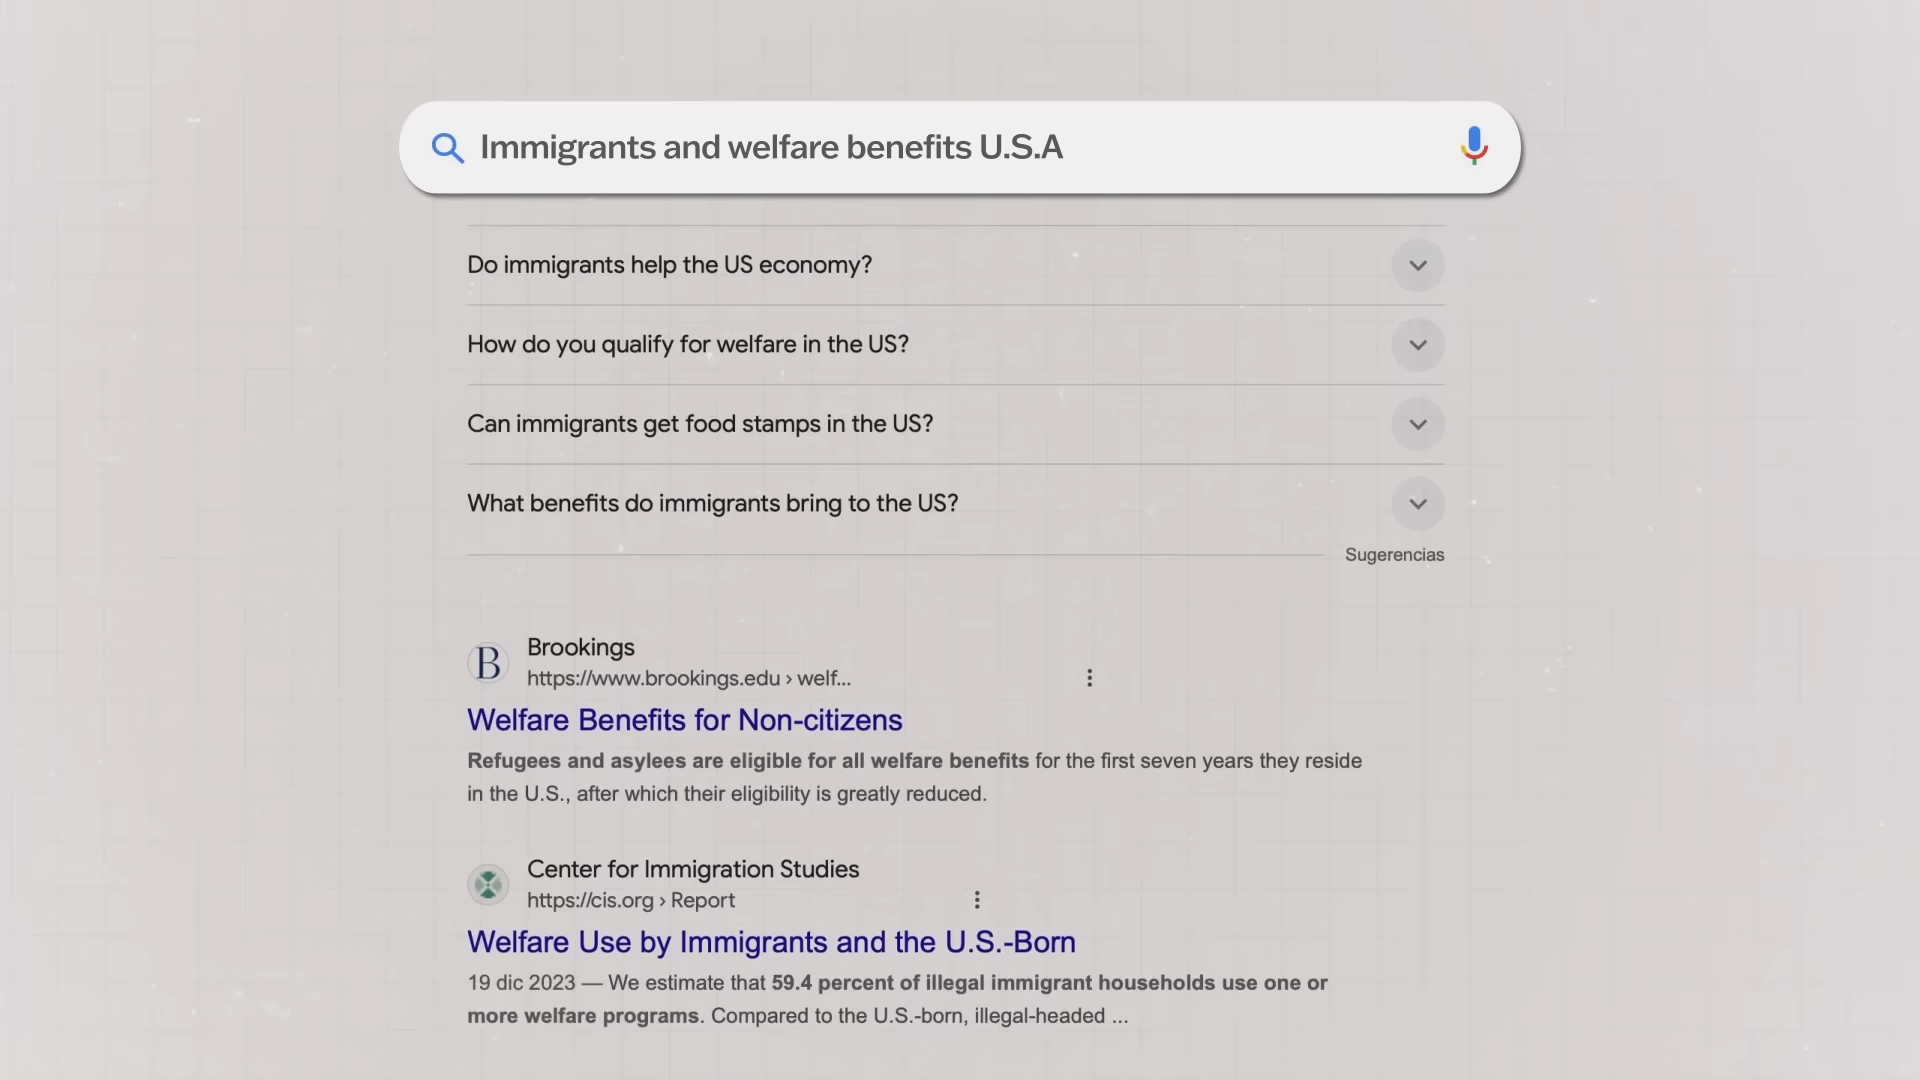 Immigrants and welfare benefits U.S.A
Do immigrants help the US economy?
How do you qualify for welfare in the US?
Can immigrants get food stamps in the US?
What benefits do immigrants bring to the US?
Sugerencias
B
Brookings
https://www.brookings.edu › welf...
Welfare Benefits for Non-citizens
Refugees and asylees are eligible for all welfare benefits for the first seven years they reside
in the U.S., after which their eligibility is greatly reduced.
Center for Immigration Studies
https://cis.org › Report
Welfare Use by Immigrants and the U.S.-Born
19 dic 2023 — We estimate that 59.4 percent of illegal immigrant households use one or
more welfare programs. Compared to the U.S.-born, illegal-headed ...